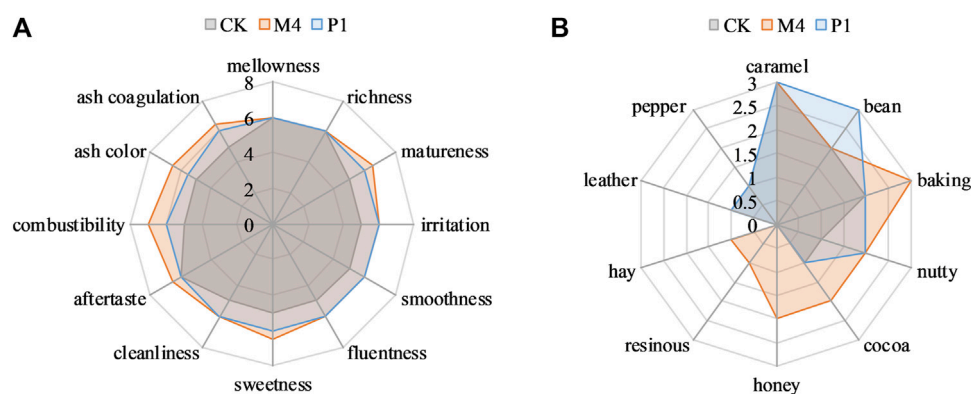 A
CK M4 P1
mellowness
8
6
4
2
0
richness
matureness
irritation
smoothness
fluentness
sweetness
cleanliness
aftertaste
combustibility
ash color
ash coagulation
B
CK M4 P1
caramel
3
2.5
2
1.5
1
0.5
0
bean
baking
nutty
cocoa
honey
resinous
hay
leather
pepper